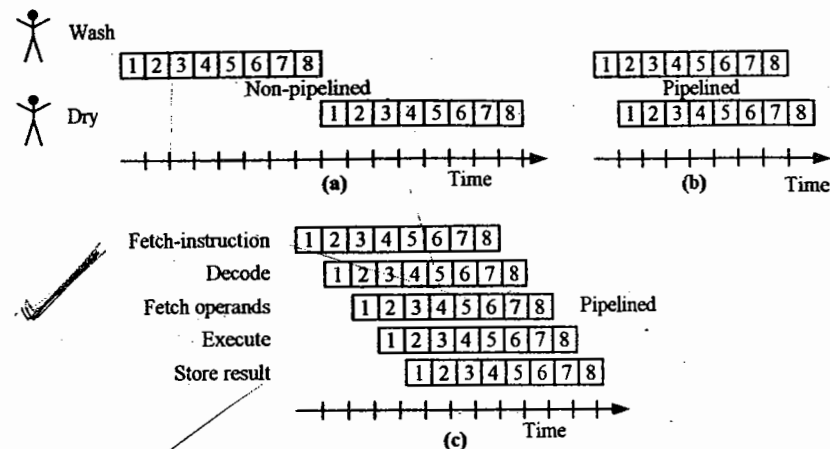 Wash
1 2 3 4 5 6 7 8
Non-pipelined
Dry
1 2 3 4 5 6 7 8
Time
(a)
1 2 3 4 5 6 7 8
Pipelined
1 2 3 4 5 6 7 8
(b)
Time
Fetch-instruction
1 2 3 4 5 6 7 8
Decode
1 2 3 4 5 6 7 8
Fetch operands
1 2 3 4 5 6 7 8
Pipelined
Execute
1 2 3 4 5 6 7 8
Store result
1 2 3 4 5 6 7 8
Time
(c)